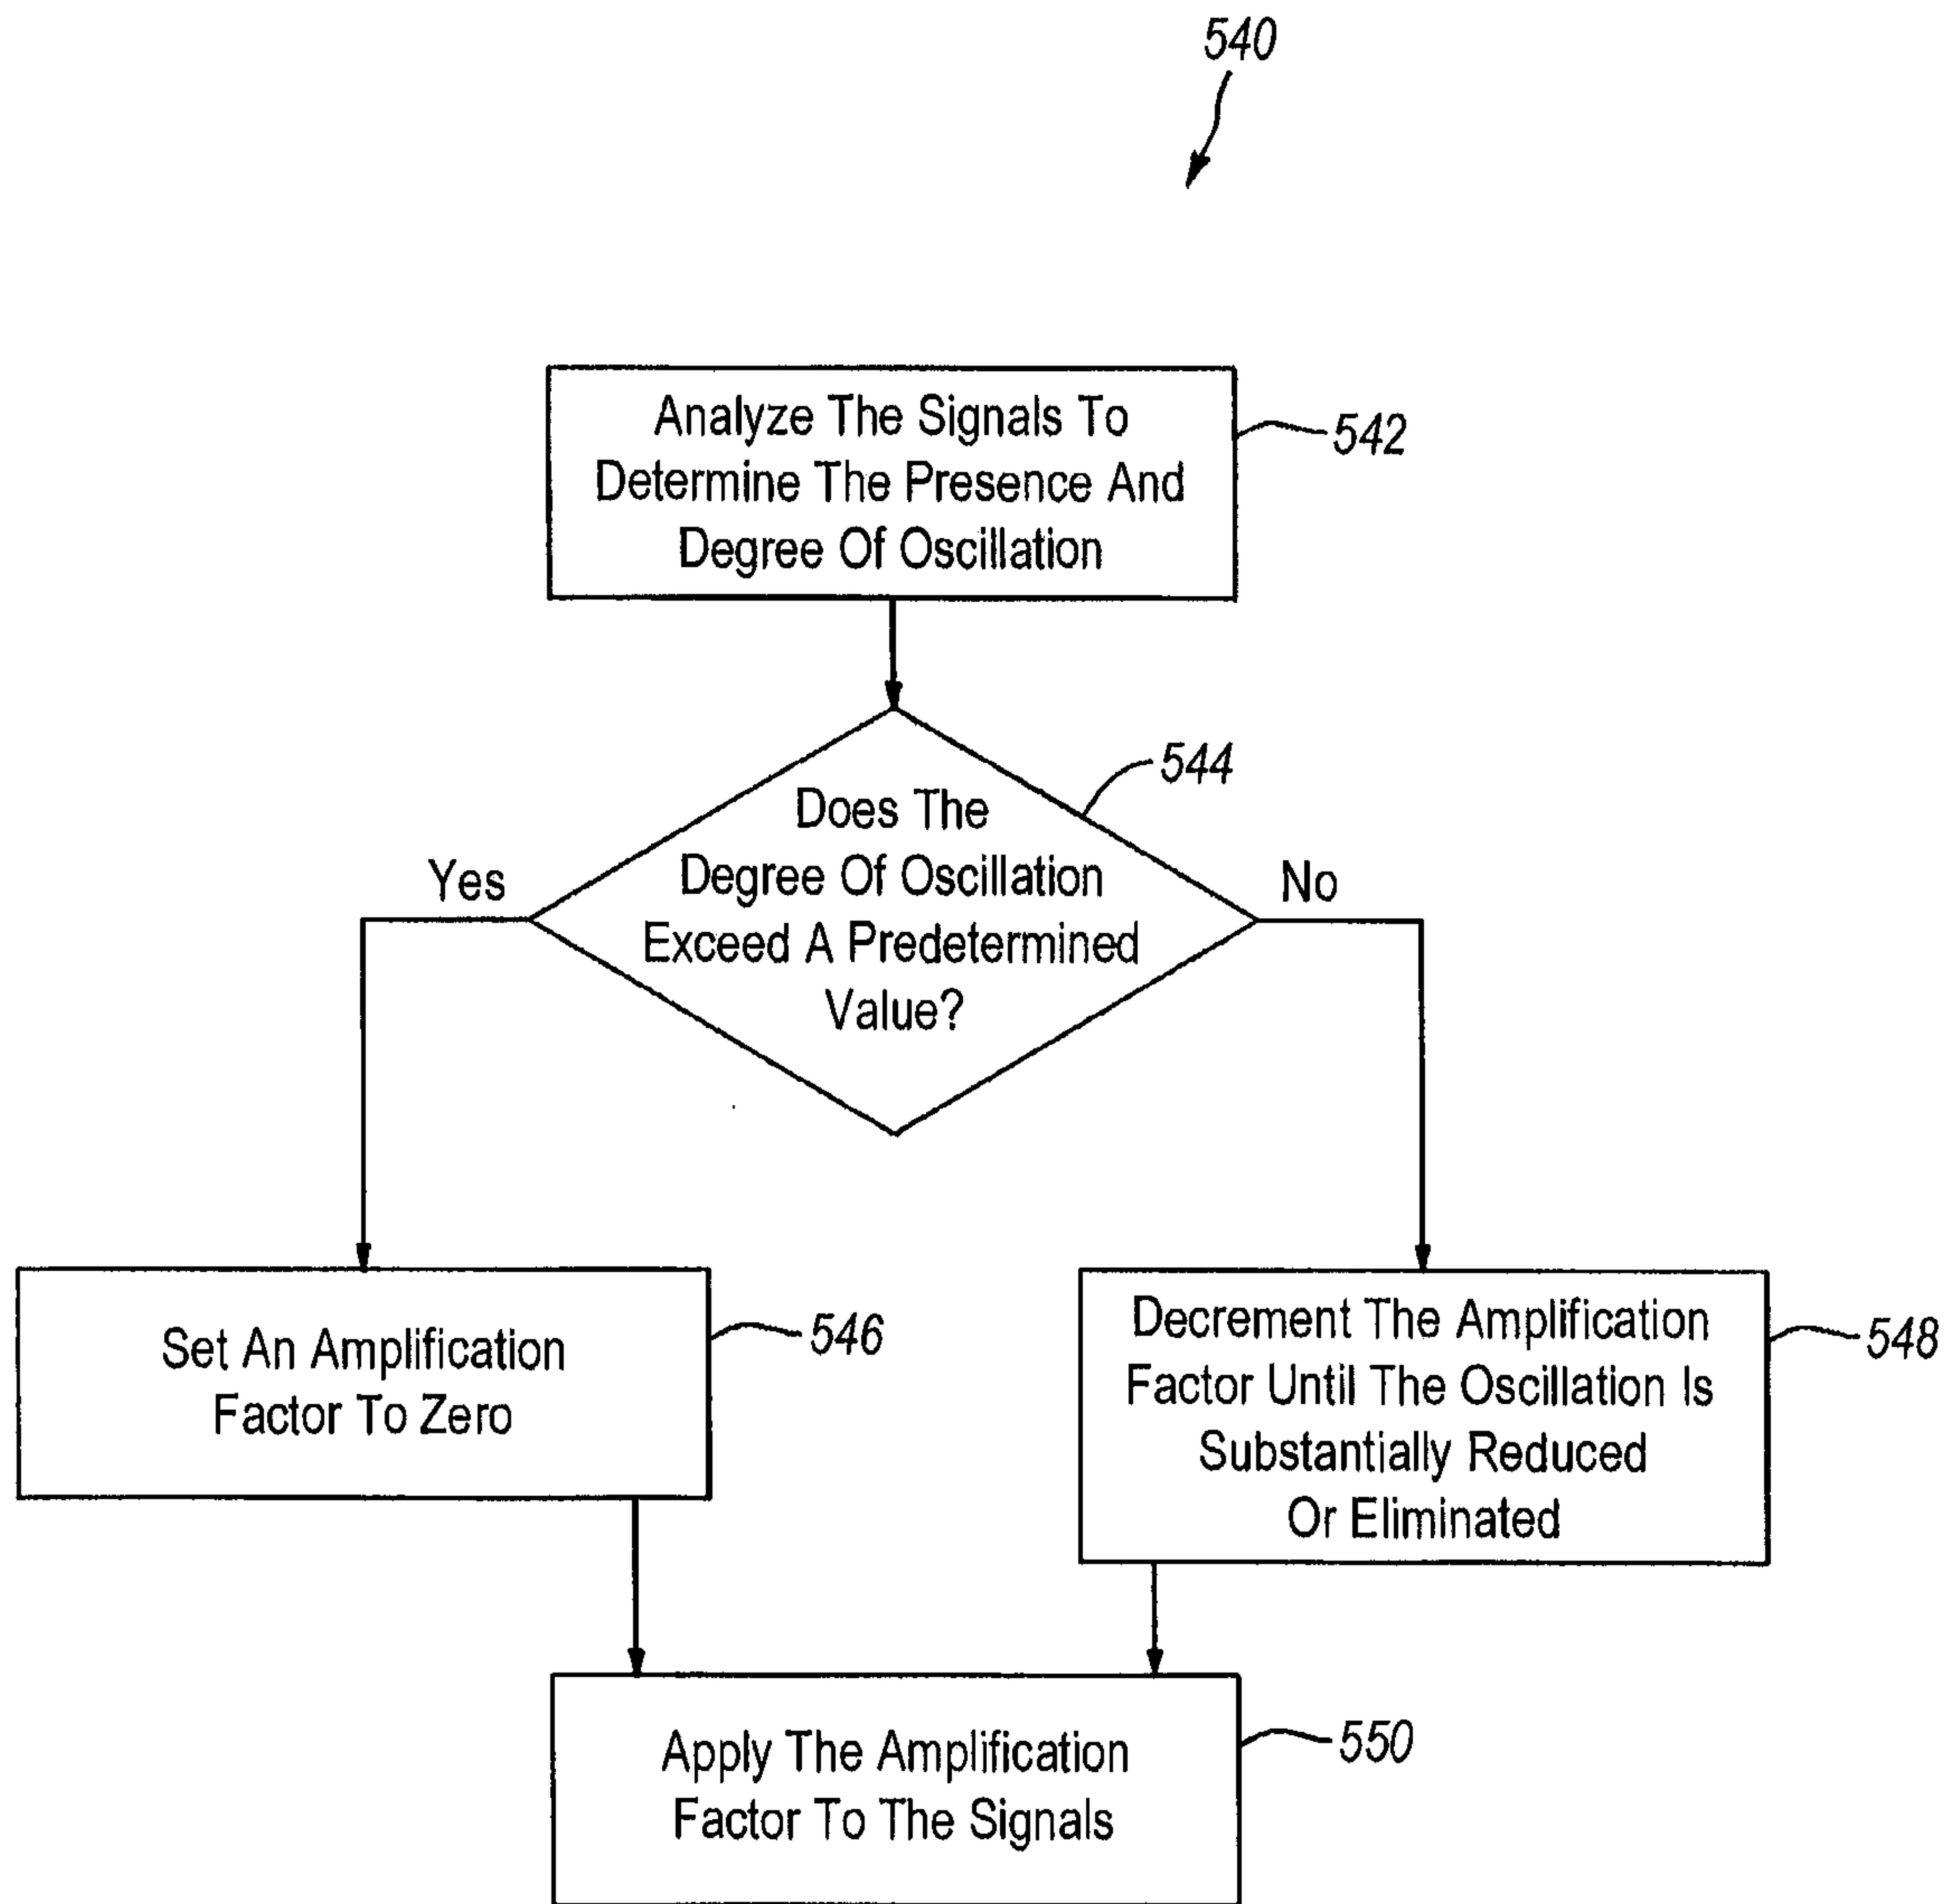 540
Analyze The Signals To
Determine The Presence And
Degree Of Oscillation
542
544
Does The
Degree Of Oscillation
Exceed A Predetermined
Value?
Yes
No
Set An Amplification
Factor To Zero
546
Decrement The Amplification
Factor Until The Oscillation Is
Substantially Reduced
Or Eliminated
548
Apply The Amplification
Factor To The Signals
550